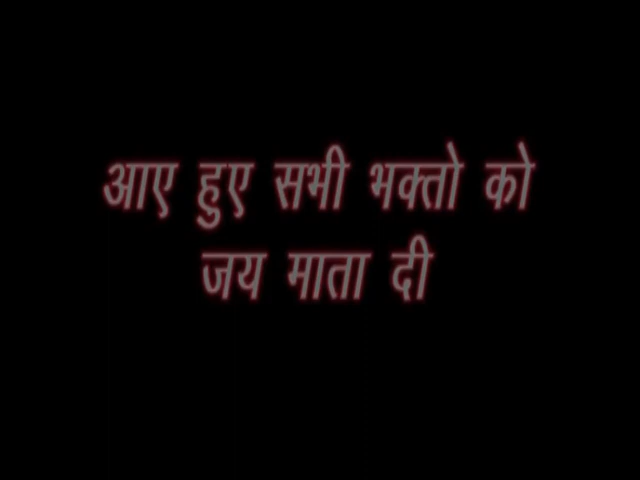 आए हुए सभी भक्तो को
जय माता दी